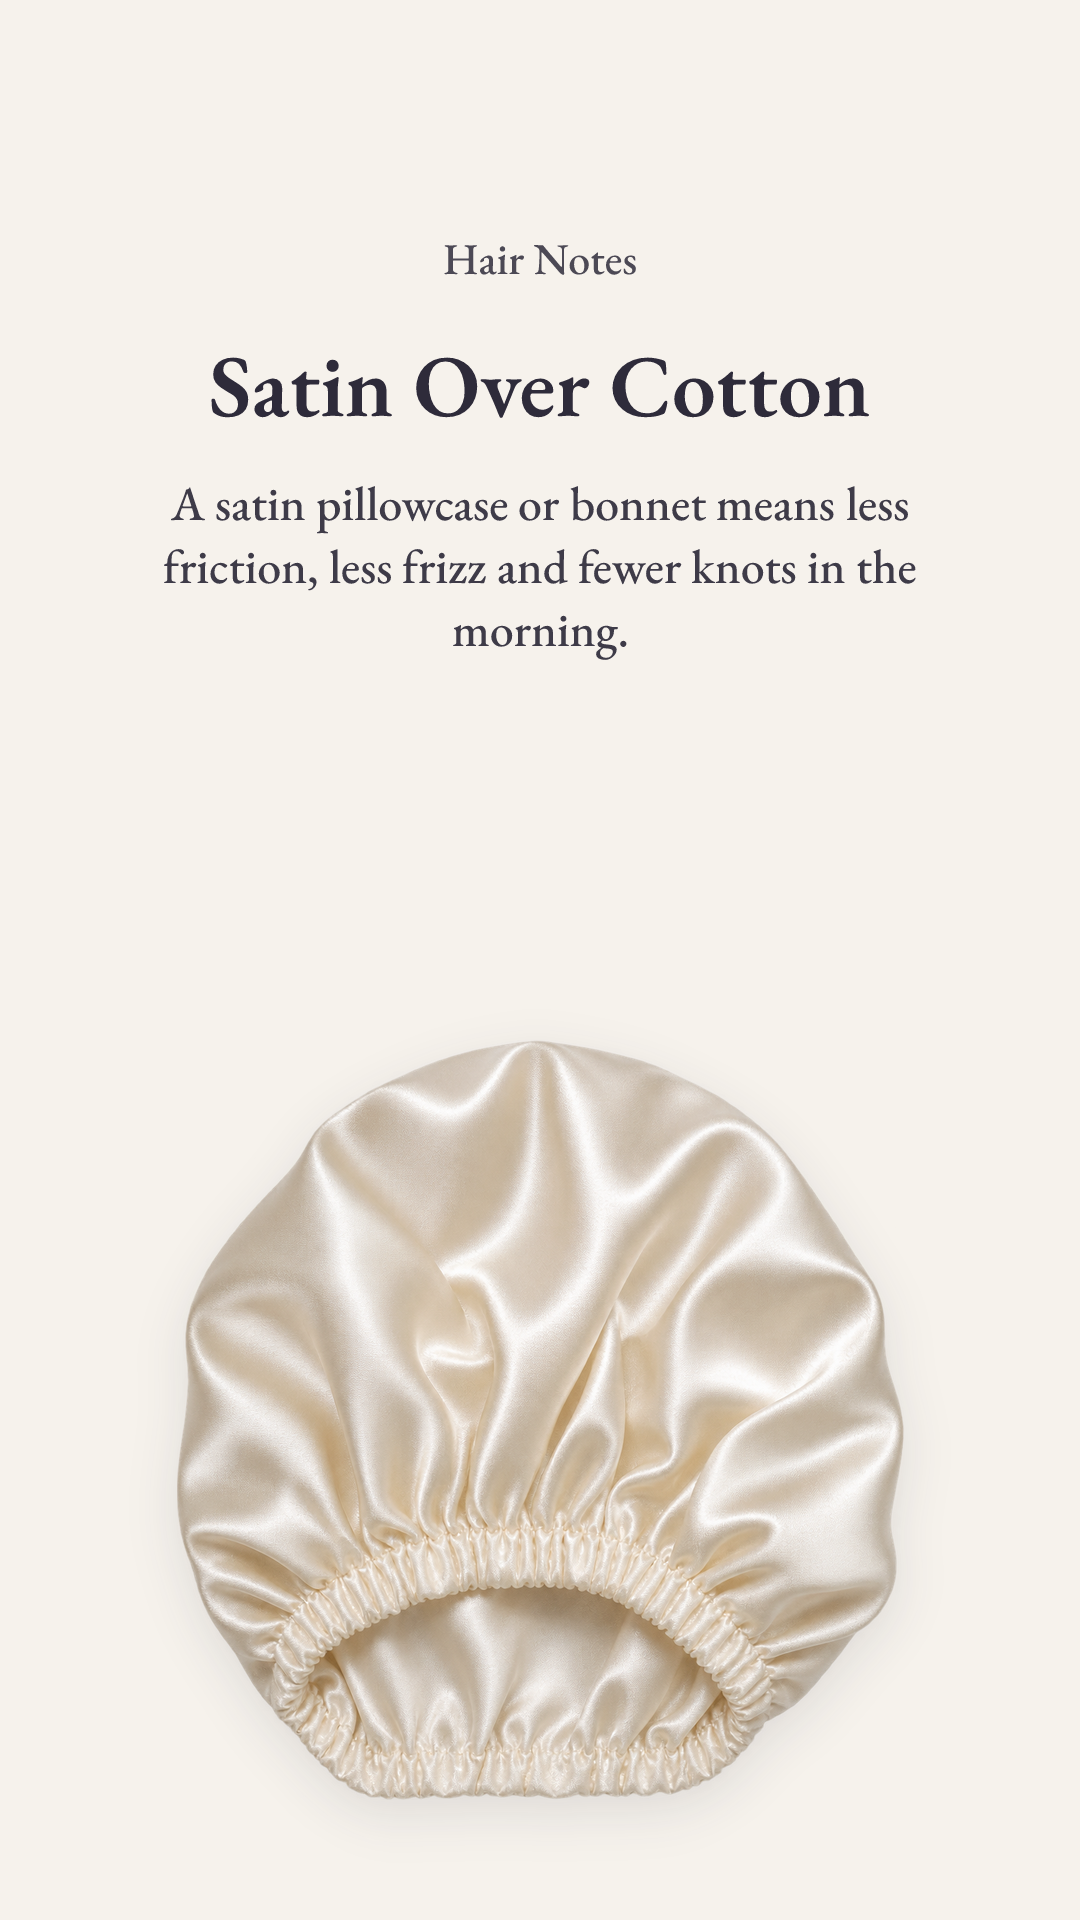 Hair Notes
Satin Over Cotton
A satin pillowcase or bonnet means less
friction, less frizz and fewer knots in the
morning.